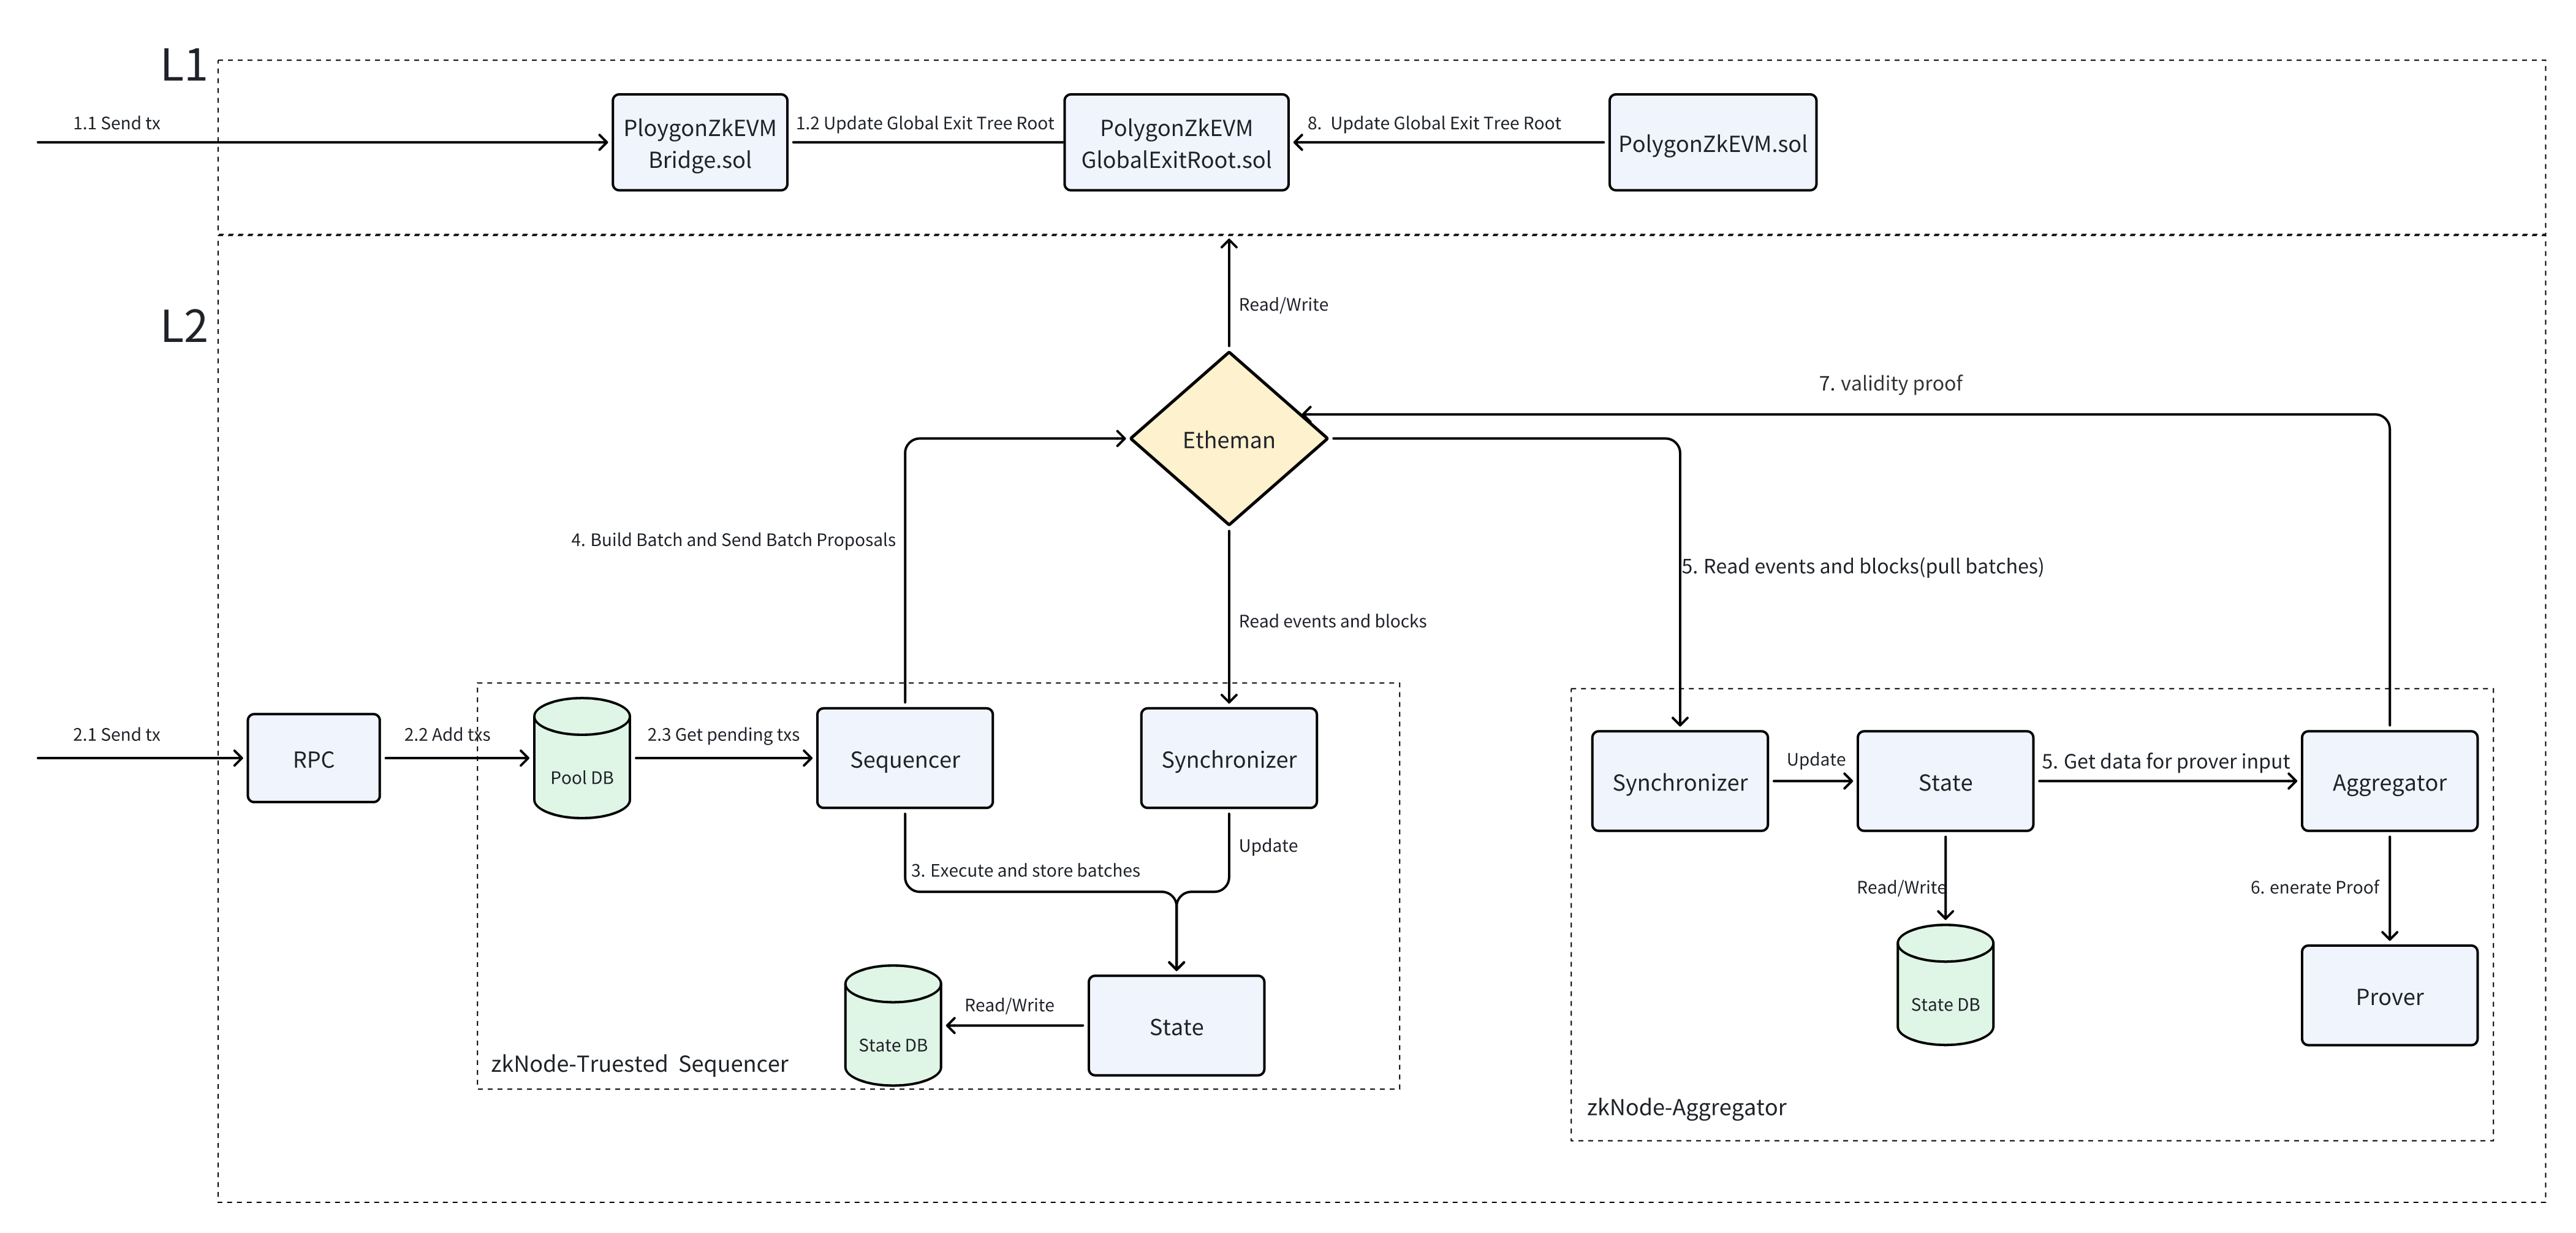 L1
1.1 Send tx
PloygonZkEVM
Bridge.sol
1.2 Update Global Exit Tree Root
PolygonZkEVM
GlobalExitRoot.sol
8. Update Global Exit Tree Root
PolygonZkEVM.sol
L2
Read/Write
Etheman
7. validity proof
4. Build Batch and Send Batch Proposals
Read events and blocks
5. Read events and blocks(pull batches)
2.1 Send tx
RPC
2.2 Add txs
Pool DB
2.3 Get pending txs
Sequencer
Synchronizer
3. Execute and store batches
Update
State DB
Read/Write
State
zkNode-Truested Sequencer
Synchronizer
Update
State
5. Get data for prover input
Aggregator
Read/Write
6. enerate Proof
State DB
Prover
zkNode-Aggregator